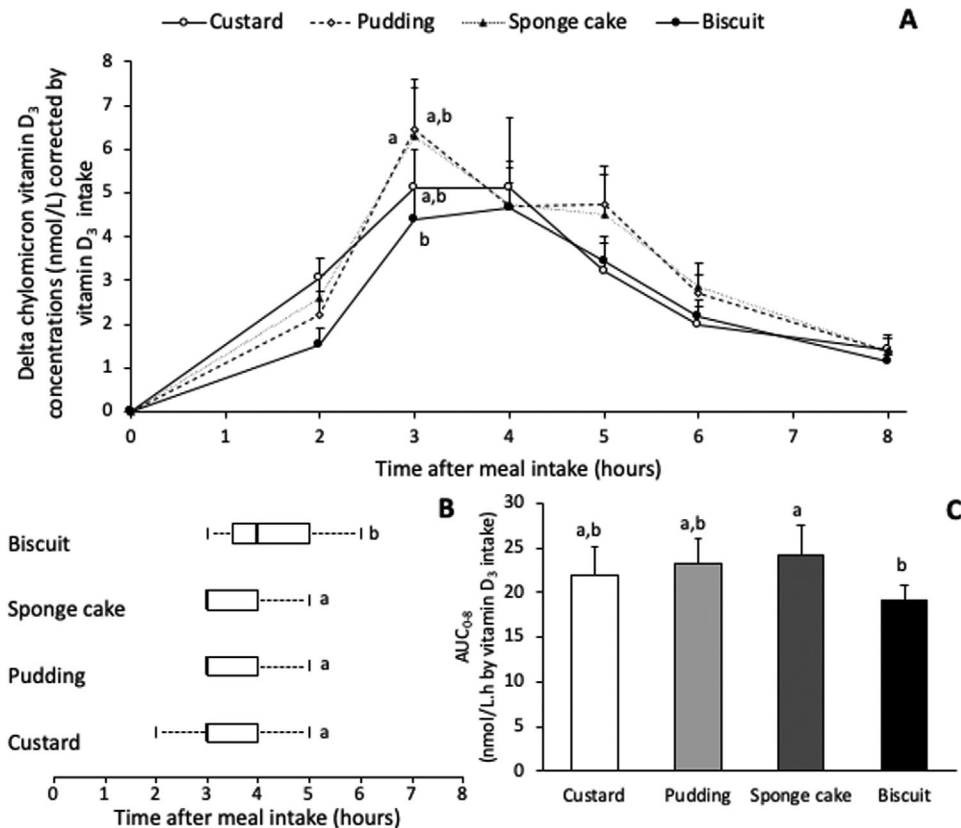 Custard Pudding Sponge cake Biscuit
A
Delta chylomicron vitamin D₃
concentrations (nmol/L) corrected by
vitamin D₃ intake
8
7
6
5
4
3
2
1
0
a,b
a
a,b
b
0 1 2 3 4 5 6 7 8
Time after meal intake (hours)
B
Biscuit b
Sponge cake a
Pudding a
Custard a
0 1 2 3 4 5 6 7 8
Time after meal intake (hours)
C
AUC₀₋₈
(nmol/L.h by vitamin D₃ intake)
30
25
20
15
10
5
0
a,b a,b a b
Custard Pudding Sponge cake Biscuit